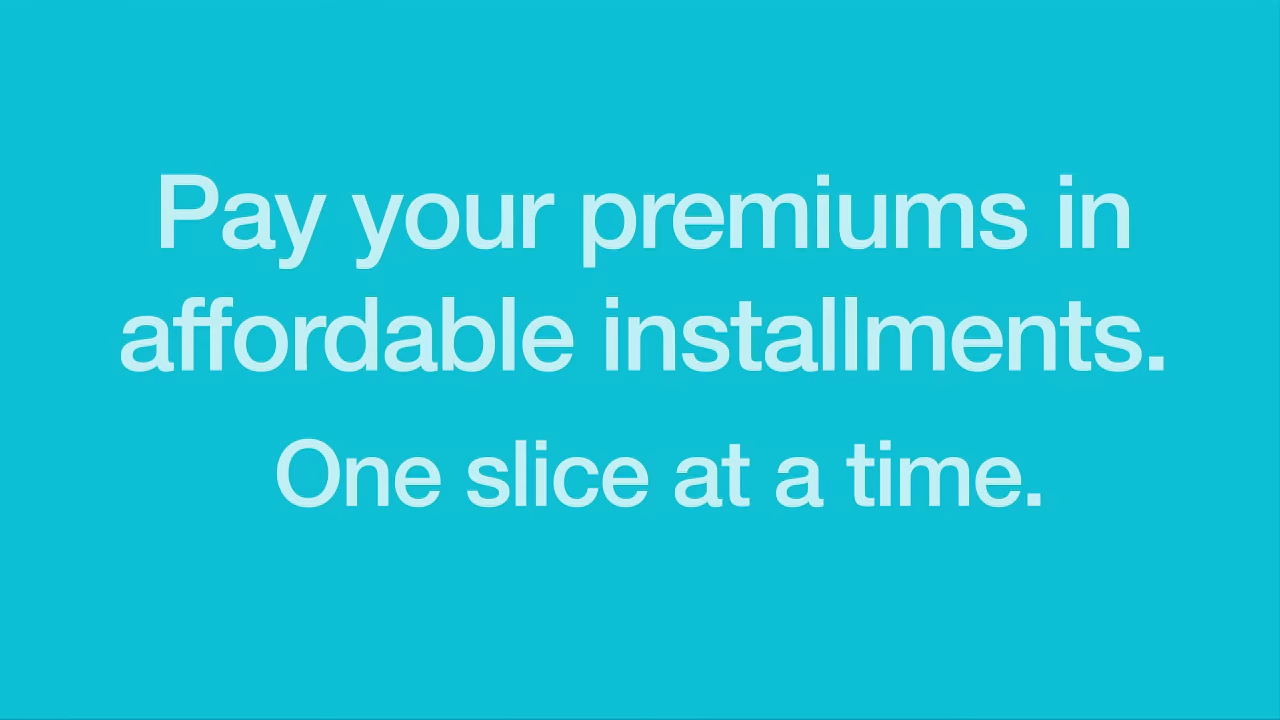 Pay your premiums in
affordable installments.
One slice at a time.